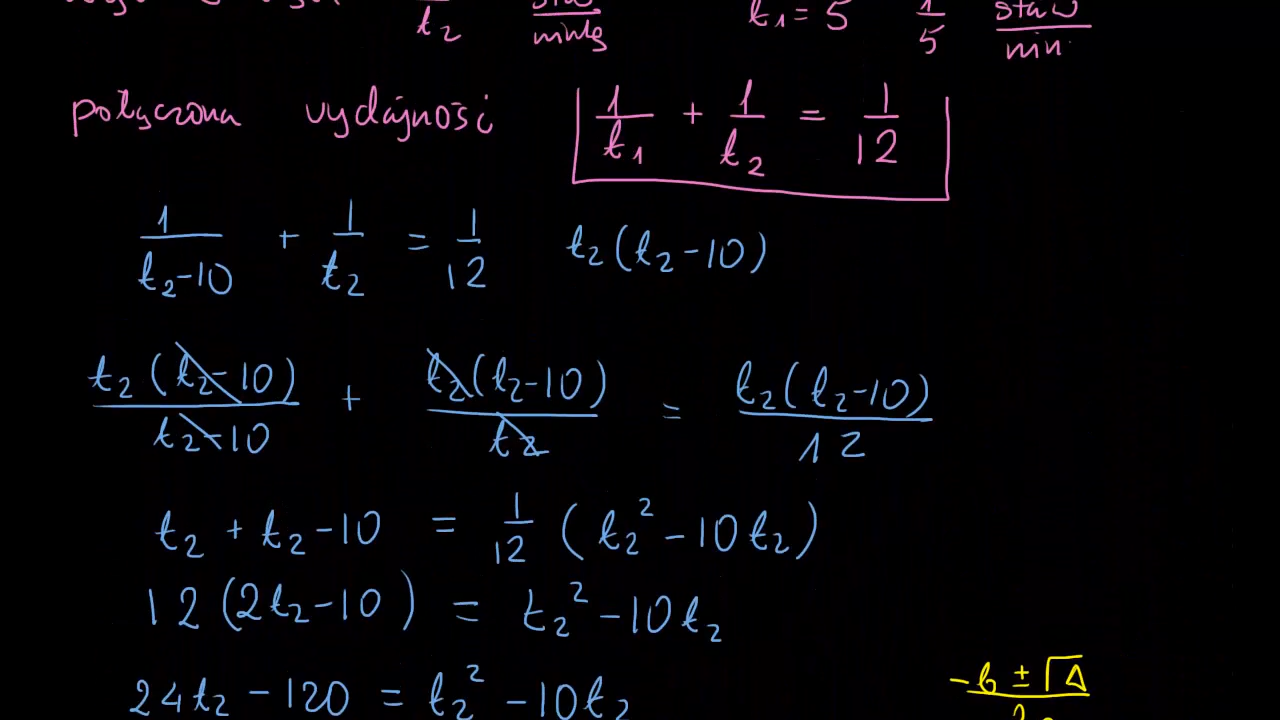 1/t₂ staw/minutę t₁ = 5 1/5 staw/min
połączona wydajność 1/t₁ + 1/t₂ = 1/12
1/(t₂-10) + 1/t₂ = 1/12 t₂(t₂-10)
t₂(t₂-10)/(t₂-10) + t₂(t₂-10)/t₂ = t₂(t₂-10)/12
t₂ + t₂ -10 = 1/12 (t₂² - 10t₂)
12(2t₂-10) = t₂² - 10t₂
24t₂ - 120 = t₂² - 10t₂
-b ± √Δ